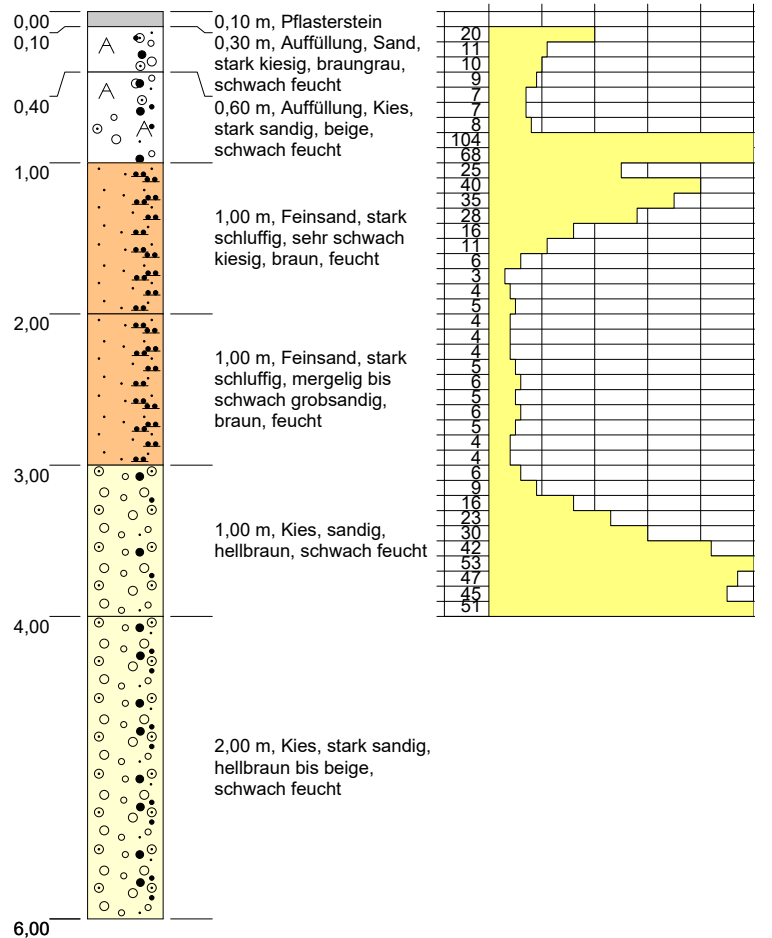 0,00
0,10
0,40
1,00
2,00
3,00
4,00
6,00
0,10 m, Pflasterstein
0,30 m, Auffüllung, Sand,
stark kiesig, braungrau,
schwach feucht
0,60 m, Auffüllung, Kies,
stark sandig, beige,
schwach feucht
1,00 m, Feinsand, stark
schluffig, sehr schwach
kiesig, braun, feucht
1,00 m, Feinsand, stark
schluffig, mergelig bis
schwach grobsandig,
braun, feucht
1,00 m, Kies, sandig,
hellbraun, schwach feucht
2,00 m, Kies, stark sandig,
hellbraun bis beige,
schwach feucht
A
A
A
20
11
10
9
7
7
8
104
68
25
40
35
28
16
11
6
3
4
5
4
4
4
5
6
5
6
5
4
4
6
9
16
23
30
42
53
47
45
51